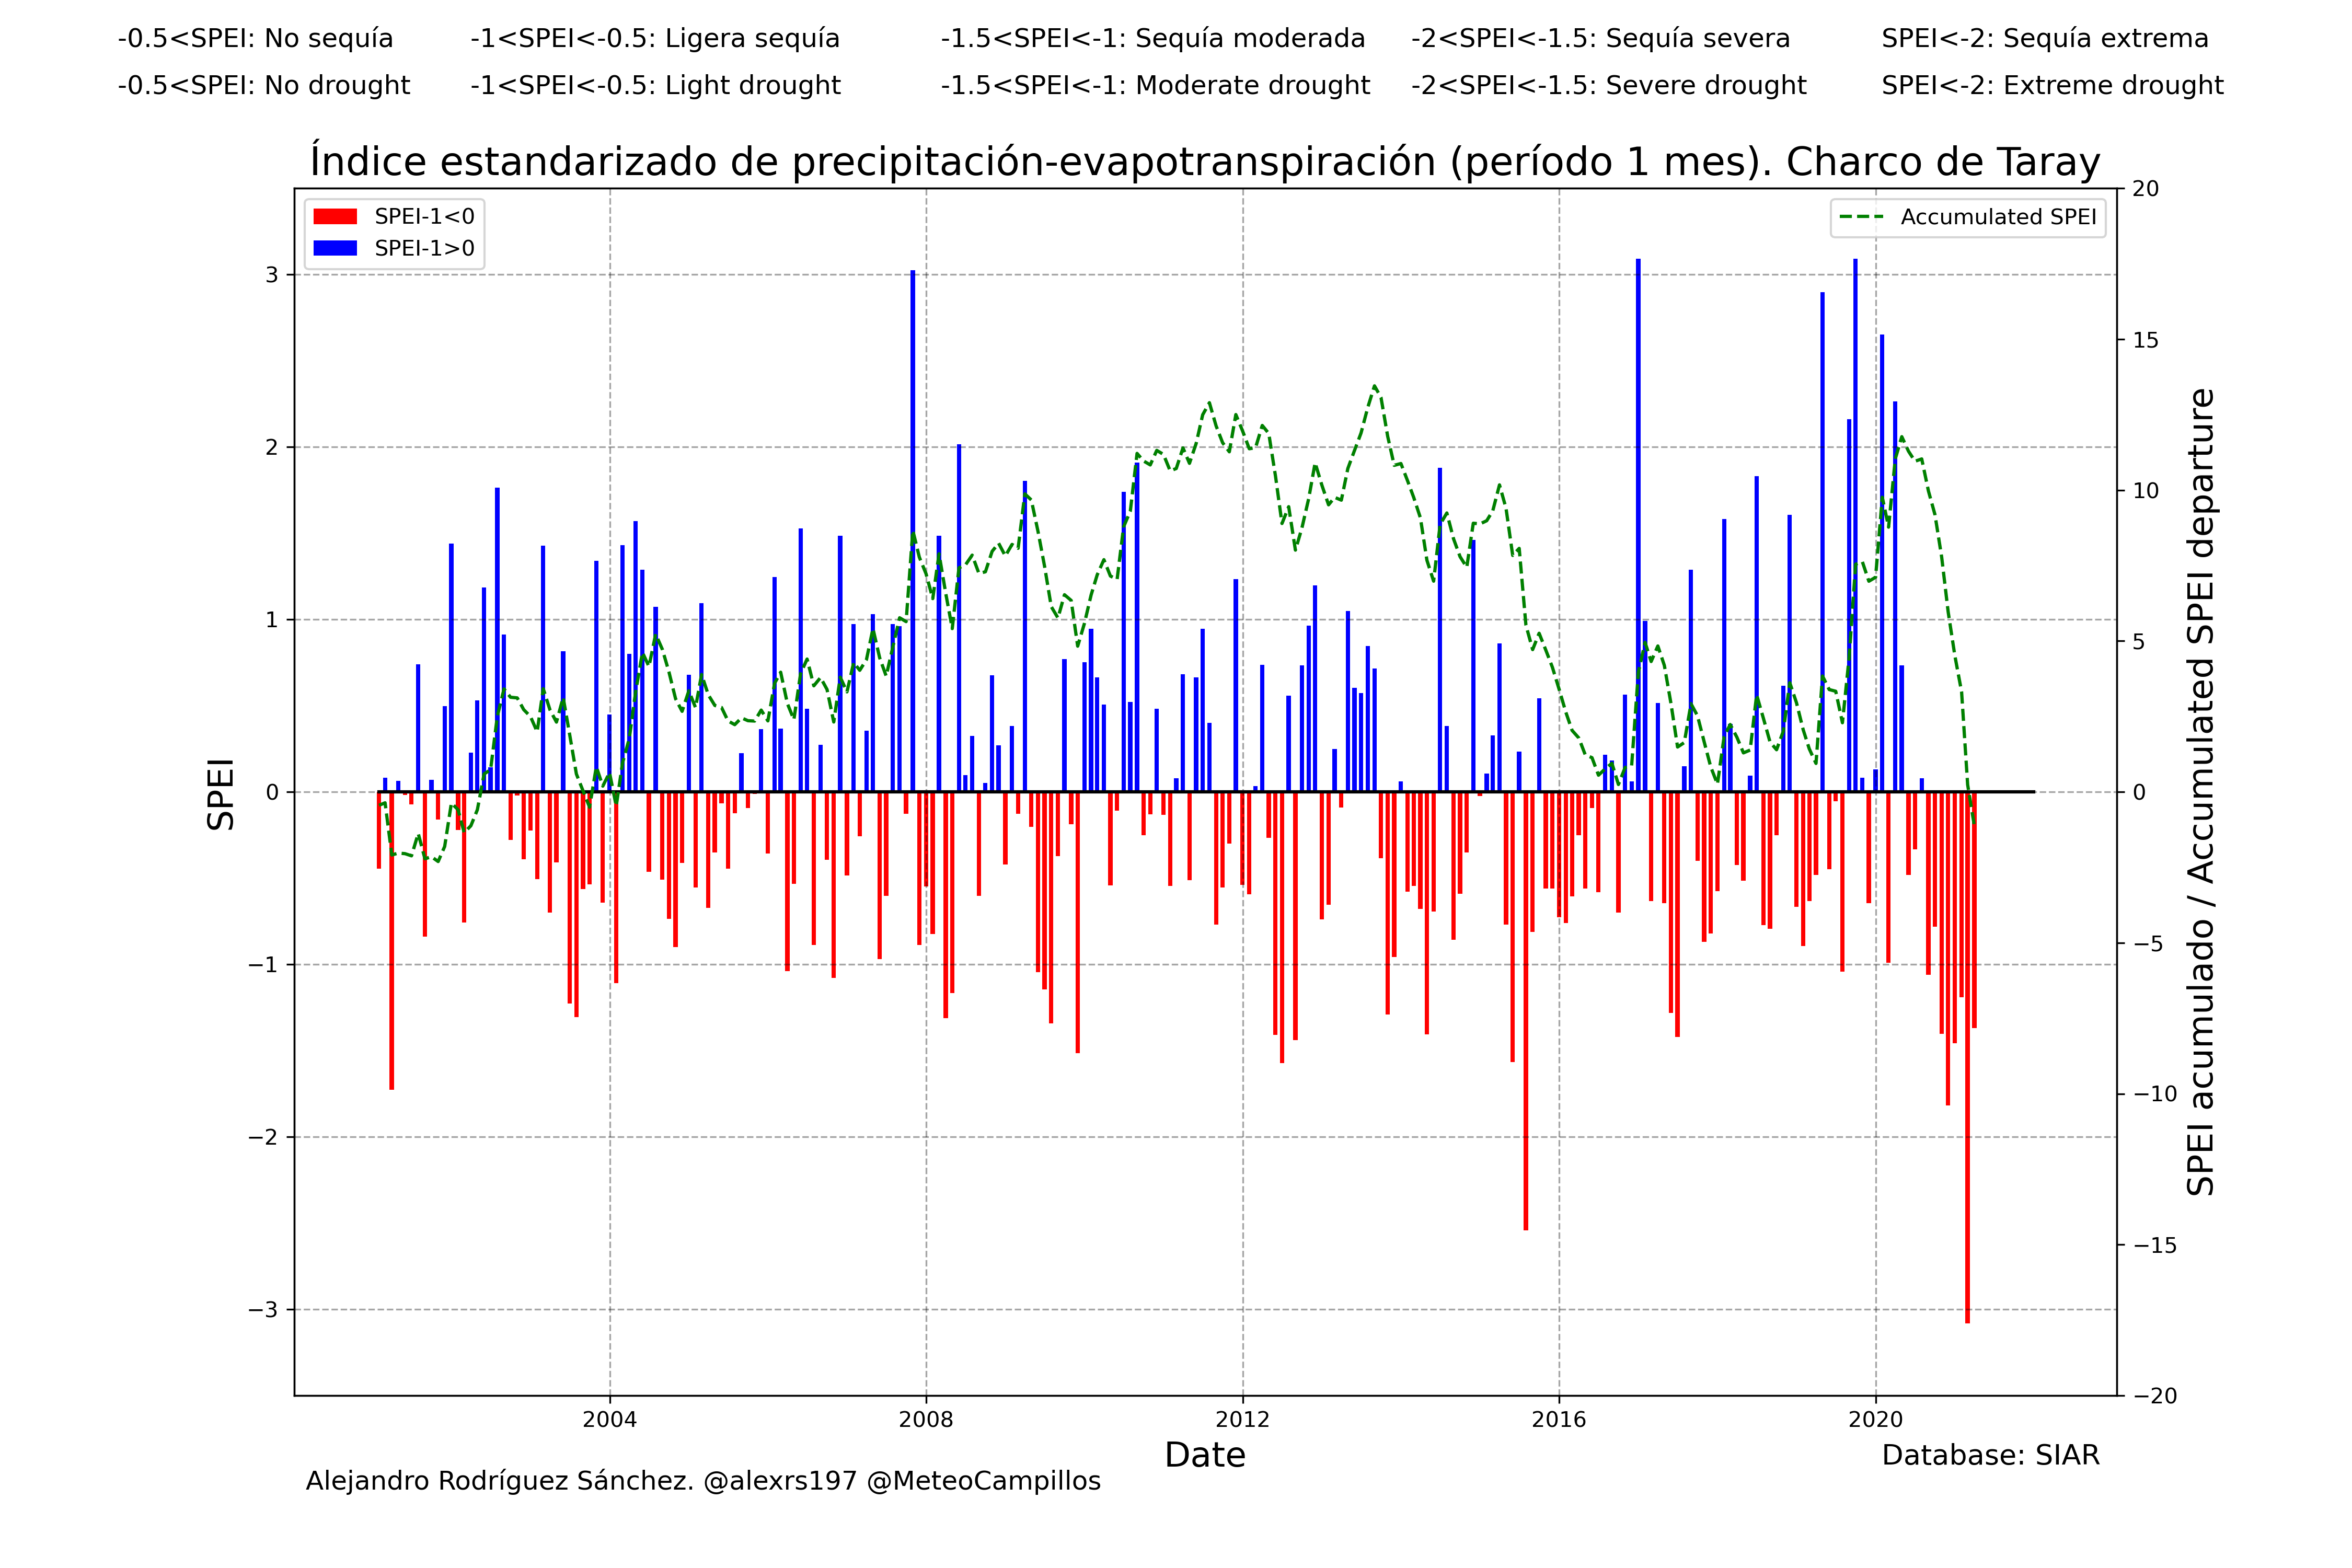 -0.5<SPEI: No sequía -1<SPEI<-0.5: Ligera sequía -1.5<SPEI<-1: Sequía moderada -2<SPEI<-1.5: Sequía severa SPEI<-2: Sequía extrema
-0.5<SPEI: No drought -1<SPEI<-0.5: Light drought -1.5<SPEI<-1: Moderate drought -2<SPEI<-1.5: Severe drought SPEI<-2: Extreme drought
Índice estandarizado de precipitación-evapotranspiración (período 1 mes). Charco de Taray
SPEI-1<0
SPEI-1>0
Accumulated SPEI
SPEI
3
2
1
0
−1
−2
−3
20
15
10
5
0
−5
−10
−15
−20
SPEI acumulado / Accumulated SPEI departure
2004 2008 2012 2016 2020
Date
Database: SIAR
Alejandro Rodríguez Sánchez. @alexrs197 @MeteoCampillos